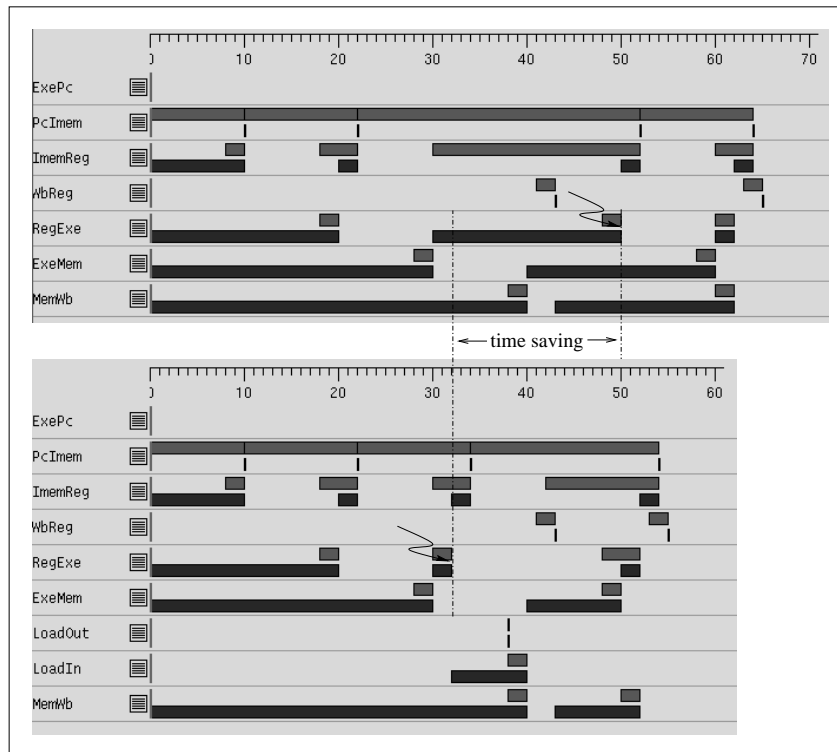 0 10 20 30 40 50 60 70
ExePc
PcImem
ImemReg
WbReg
RegExe
ExeMem
MemWb
time saving
0 10 20 30 40 50 60
ExePc
PcImem
ImemReg
WbReg
RegExe
ExeMem
LoadOut
LoadIn
MemWb